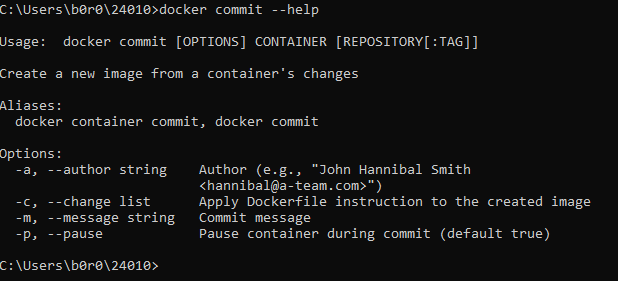 C:\Users\b0r0\24010>docker commit --help
Usage:  docker commit [OPTIONS] CONTAINER [REPOSITORY[:TAG]]
Create a new image from a container's changes
Aliases:
  docker container commit, docker commit
Options:
  -a, --author string    Author (e.g., "John Hannibal Smith
                         <hannibal@a-team.com>")
  -c, --change list      Apply Dockerfile instruction to the created image
  -m, --message string   Commit message
  -p, --pause            Pause container during commit (default true)
C:\Users\b0r0\24010>